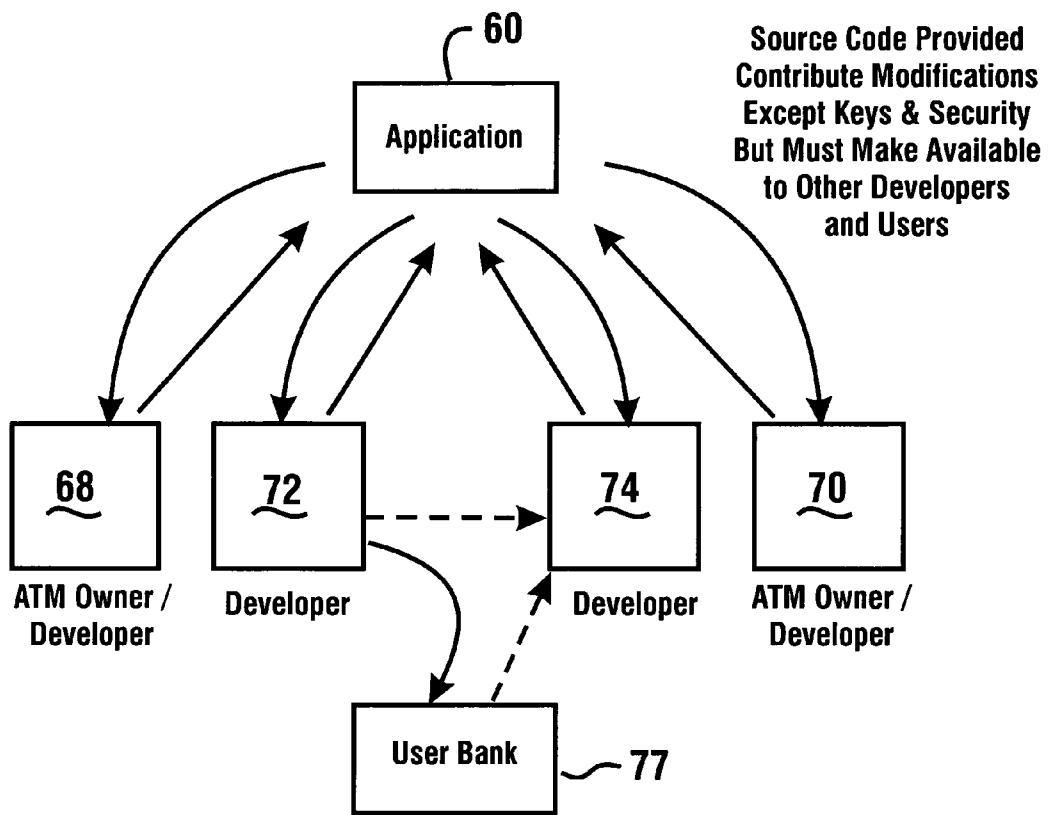 60
Application
Source Code Provided
Contribute Modifications
Except Keys & Security
But Must Make Available
to Other Developers
and Users
68
72
74
70
ATM Owner /
Developer
Developer
Developer
ATM Owner /
Developer
User Bank
77